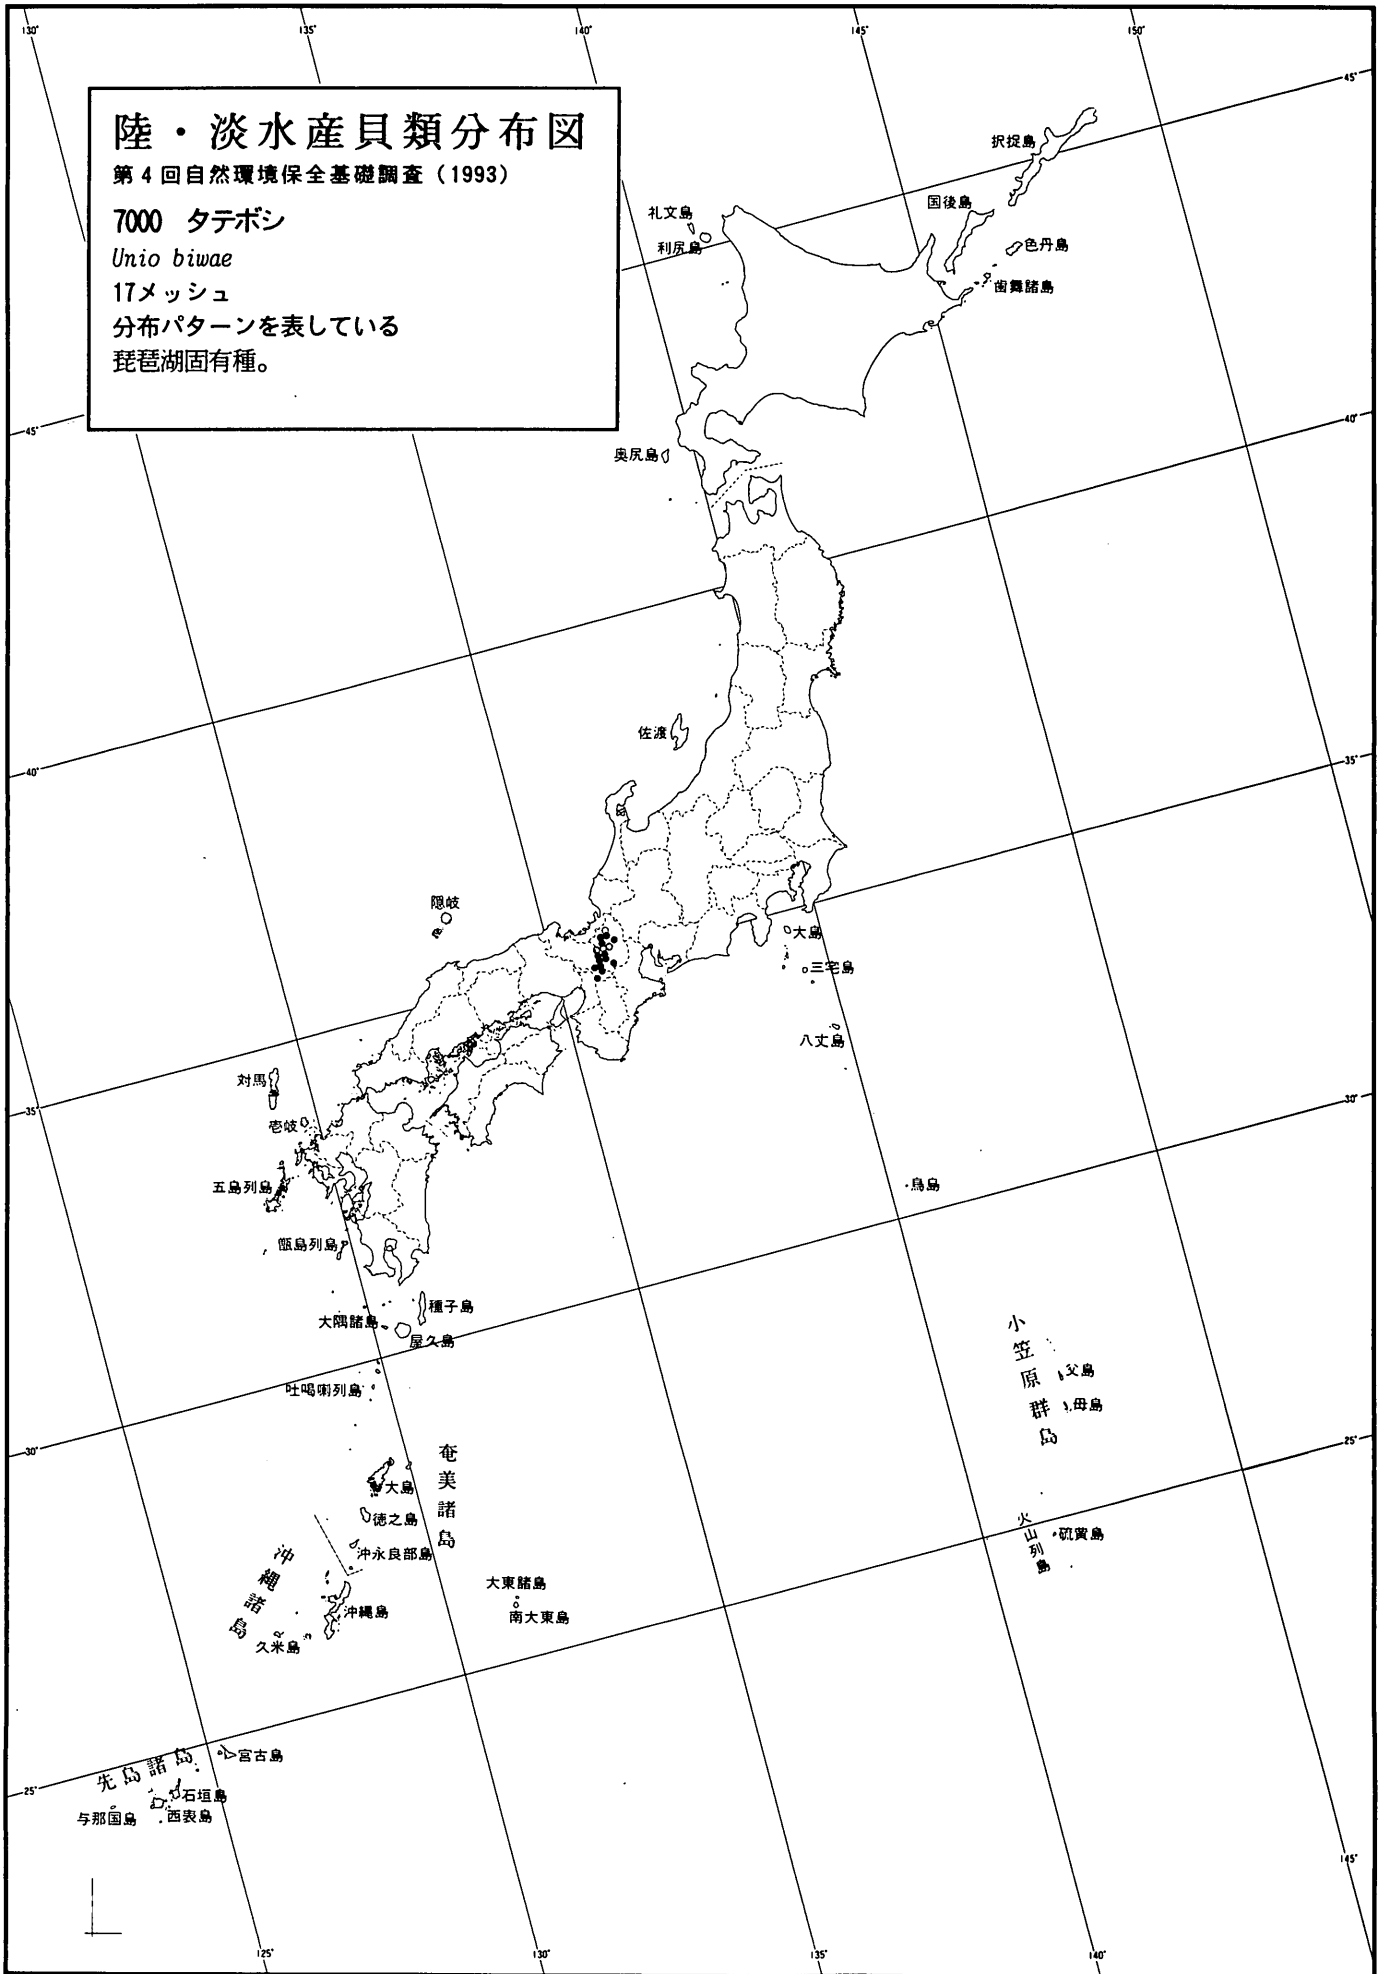 130°
135°
140°
145°
150°
陸・淡水産貝類分布図
第4回自然環境保全基礎調査（1993）
7000 タテボシ
Unio biwae
17メッシュ
分布パターンを表している
琵琶湖固有種。
45°
択捉島
国後島
色丹島
歯舞諸島
礼文島
利尻島
40°
45°
奥尻島
佐渡
35°
40°
隠岐
大島
三宅島
八丈島
対馬
壱岐
35°
30°
五島列島
甑島列島
鳥島
種子島
大隅諸島
屋久島
吐噶喇列島
小笠原群島
父島
母島
25°
30°
奄美諸島
大島
徳之島
沖永良部島
沖縄諸島
沖縄島
久米島
大東諸島
南大東島
火山列島
硫黄島
先島諸島
宮古島
石垣島
西表島
与那国島
25°
145°
125°
130°
135°
140°